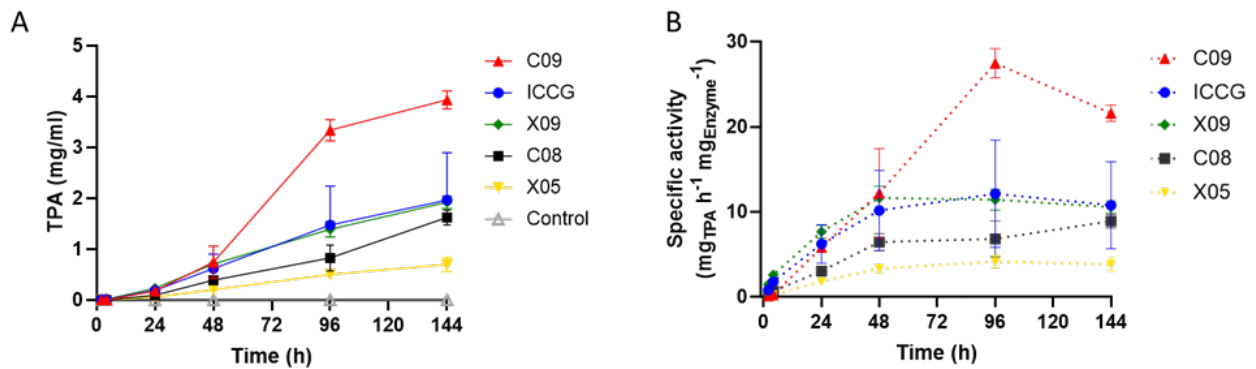 A
TPA (mg/ml)
5
4
3
2
1
0
0 24 48 72 96 120 144
Time (h)
C09
ICCG
X09
C08
X05
Control
B
Specific activity
(mgTPA h-1 mgEnzyme-1)
30
20
10
0
0 24 48 72 96 120 144
Time (h)
C09
ICCG
X09
C08
X05